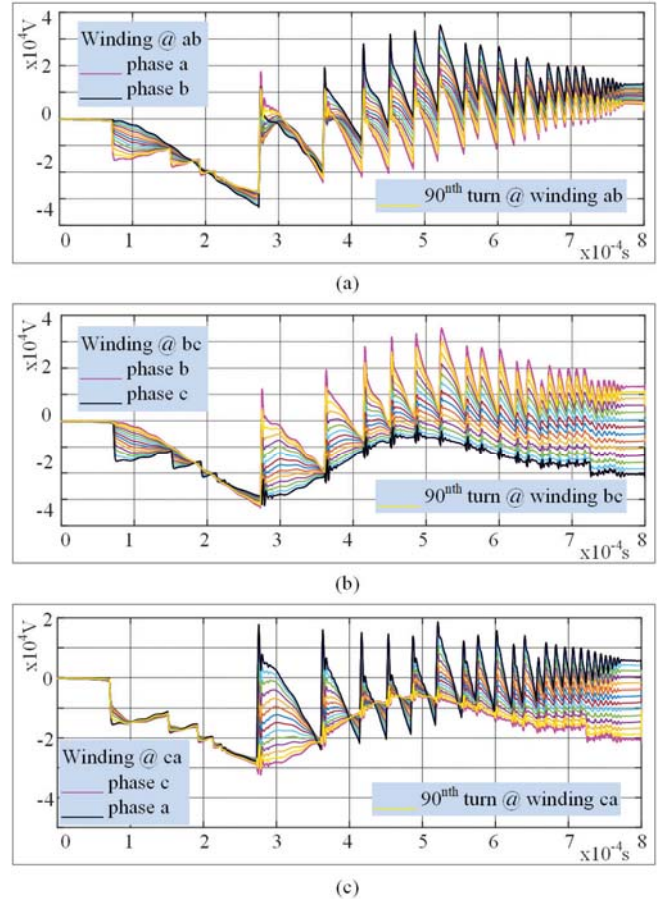 x10⁴V
4
2
0
-2
-4
Winding @ ab
phase a
phase b
90ⁿᵗʰ turn @ winding ab
0 1 2 3 4 5 6 7 8
x10⁻⁴s
(a)
x10⁴V
4
2
0
-2
-4
Winding @ bc
phase b
phase c
90ⁿᵗʰ turn @ winding bc
0 1 2 3 4 5 6 7 8
x10⁻⁴s
(b)
x10⁴V
2
0
-2
-4
Winding @ ca
phase c
phase a
90ⁿᵗʰ turn @ winding ca
0 1 2 3 4 5 6 7 8
x10⁻⁴s
(c)